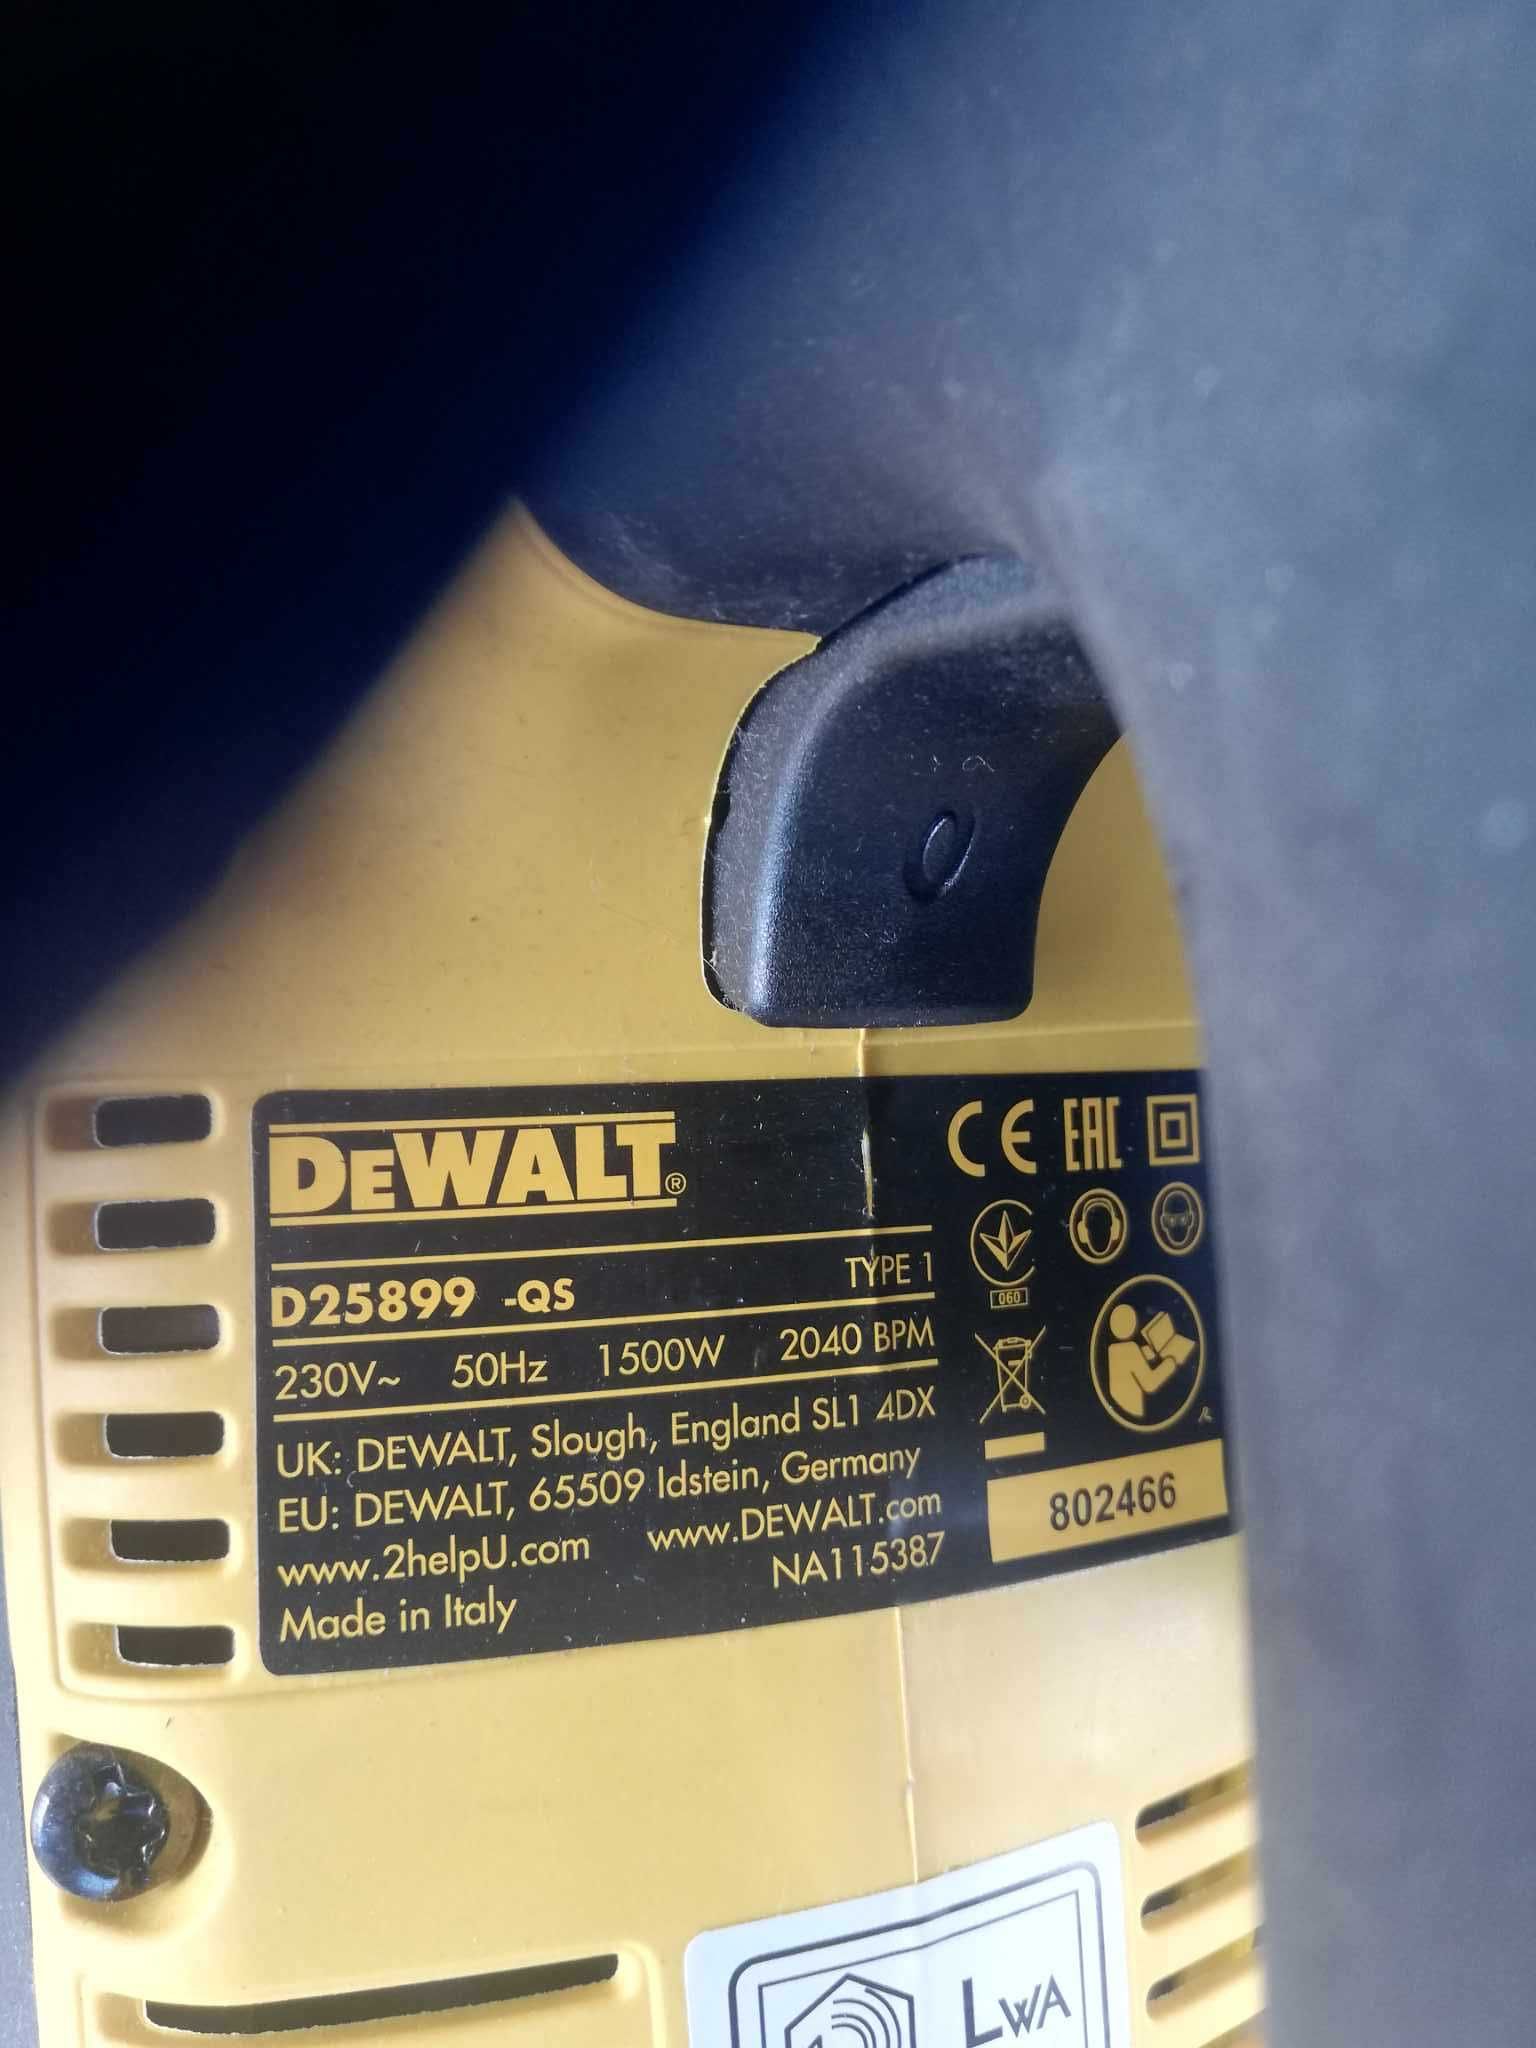 DEWALT®
D25899 -QS TYPE 1
230V~ 50Hz 1500W 2040 BPM
UK: DEWALT, Slough, England SL1 4DX
EU: DEWALT, 65509 Idstein, Germany
www.2helpU.com www.DEWALT.com
Made in Italy NA115387
CE EAC
060
802466
LWA